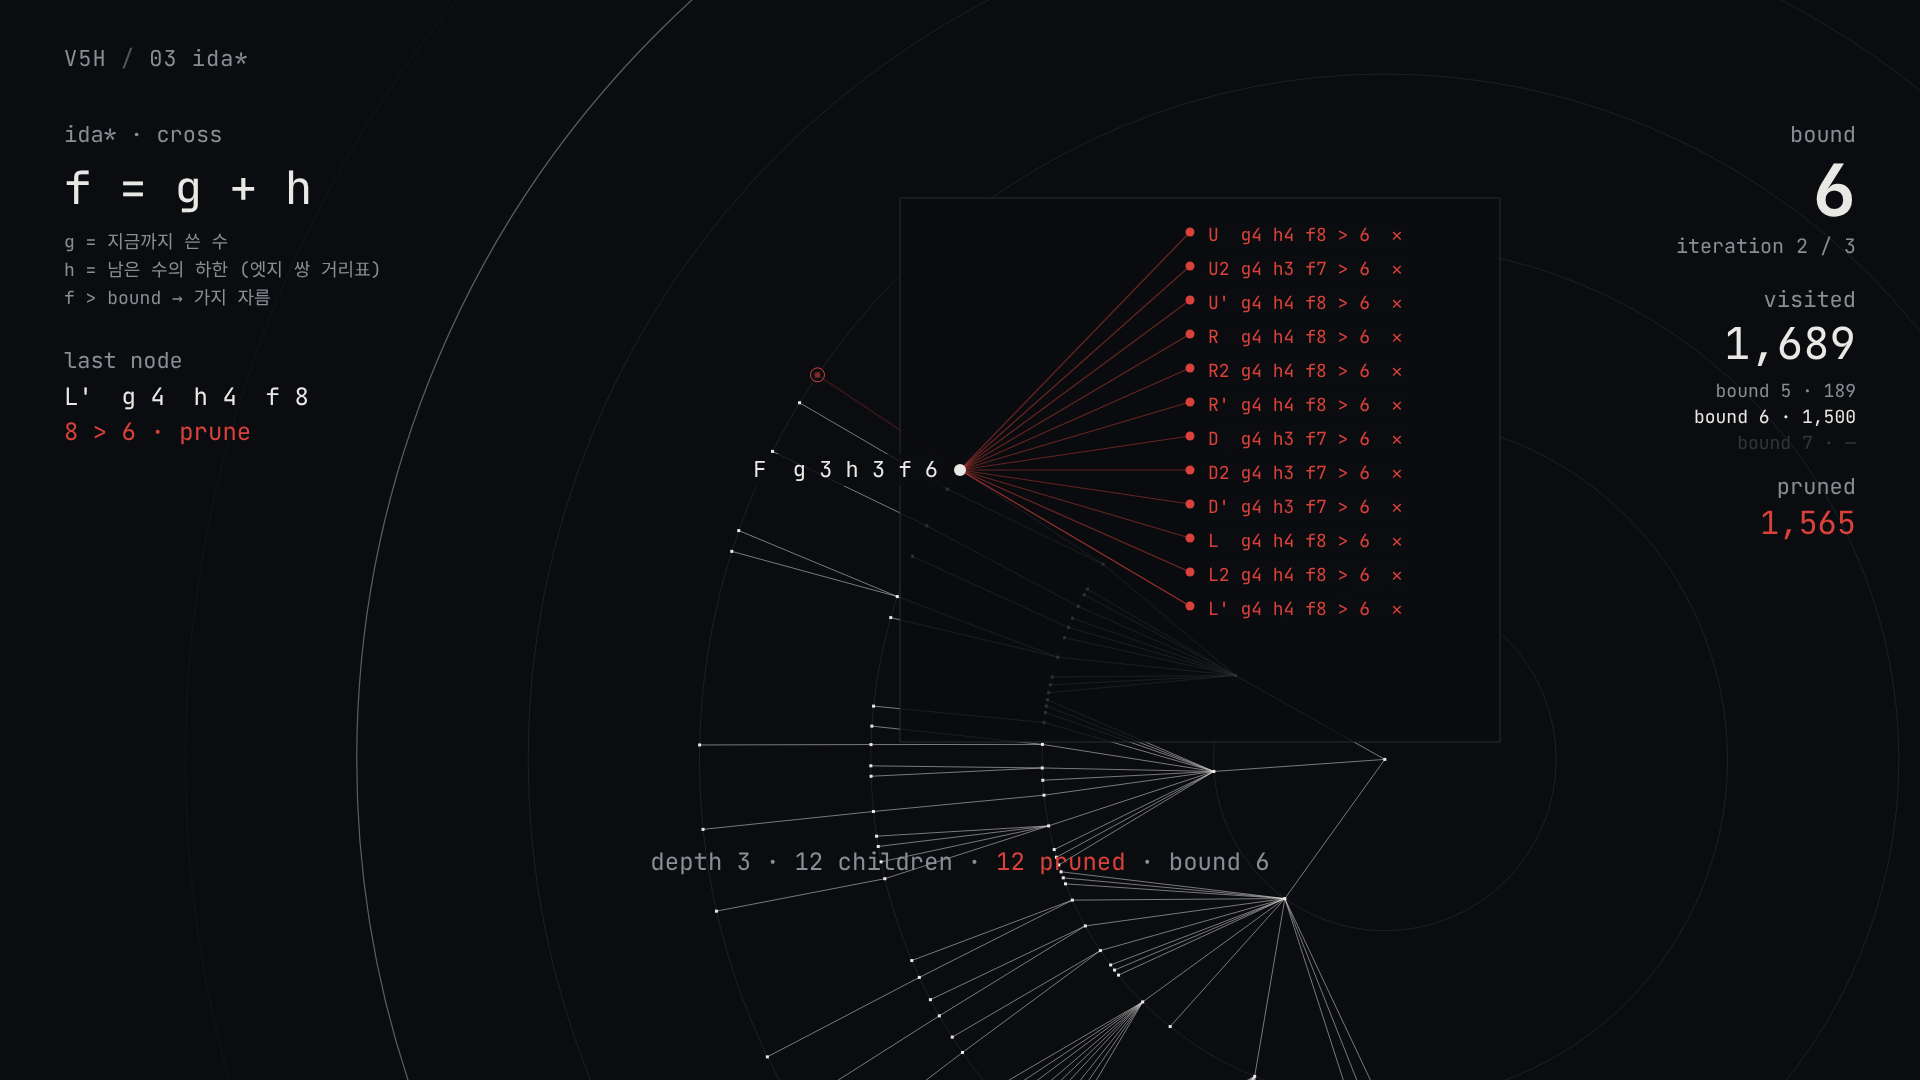 V5H / 03 ida*
ida* · cross
f = g + h
g = 지금까지 쓴 수
h = 남은 수의 하한 (엣지 쌍 거리표)
f > bound → 가지 자름
last node
L' g 4 h 4 f 8
8 > 6 · prune
F g 3 h 3 f 6
U g4 h4 f8 > 6 ×
U2 g4 h3 f7 > 6 ×
U' g4 h4 f8 > 6 ×
R g4 h4 f8 > 6 ×
R2 g4 h4 f8 > 6 ×
R' g4 h4 f8 > 6 ×
D g4 h3 f7 > 6 ×
D2 g4 h3 f7 > 6 ×
D' g4 h3 f7 > 6 ×
L g4 h4 f8 > 6 ×
L2 g4 h4 f8 > 6 ×
L' g4 h4 f8 > 6 ×
depth 3 · 12 children · 12 pruned · bound 6
bound
6
iteration 2 / 3
visited
1,689
bound 5 · 189
bound 6 · 1,500
bound 7 · —
pruned
1,565